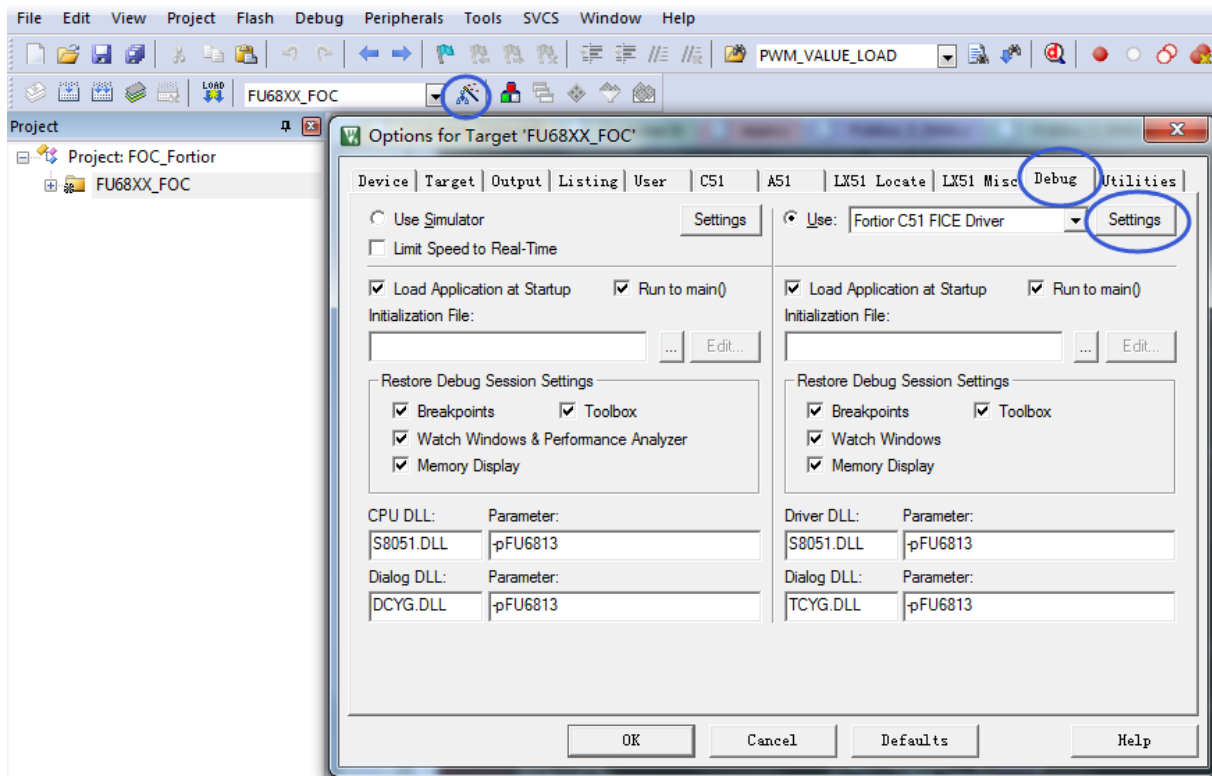 File Edit View Project Flash Debug Peripherals Tools SVCS Window Help
PWM_VALUE_LOAD
LOAD FU68XX_FOC
Project
Project: FOC_Fortior
FU68XX_FOC
Options for Target 'FU68XX_FOC'
Device Target Output Listing User C51 A51 LX51 Locate LX51 Misc Debug Utilities
Use Simulator Settings Use: Fortior C51 FICE Driver Settings
Limit Speed to Real-Time
Load Application at Startup Run to main() Load Application at Startup Run to main()
Initialization File: Initialization File:
... Edit... ... Edit...
Restore Debug Session Settings Restore Debug Session Settings
Breakpoints Toolbox Breakpoints Toolbox
Watch Windows & Performance Analyzer Watch Windows
Memory Display Memory Display
CPU DLL: Parameter: Driver DLL: Parameter:
S8051.DLL -pFU6813 S8051.DLL -pFU6813
Dialog DLL: Parameter: Dialog DLL: Parameter:
DCYG.DLL -pFU6813 TCYG.DLL -pFU6813
OK Cancel Defaults Help